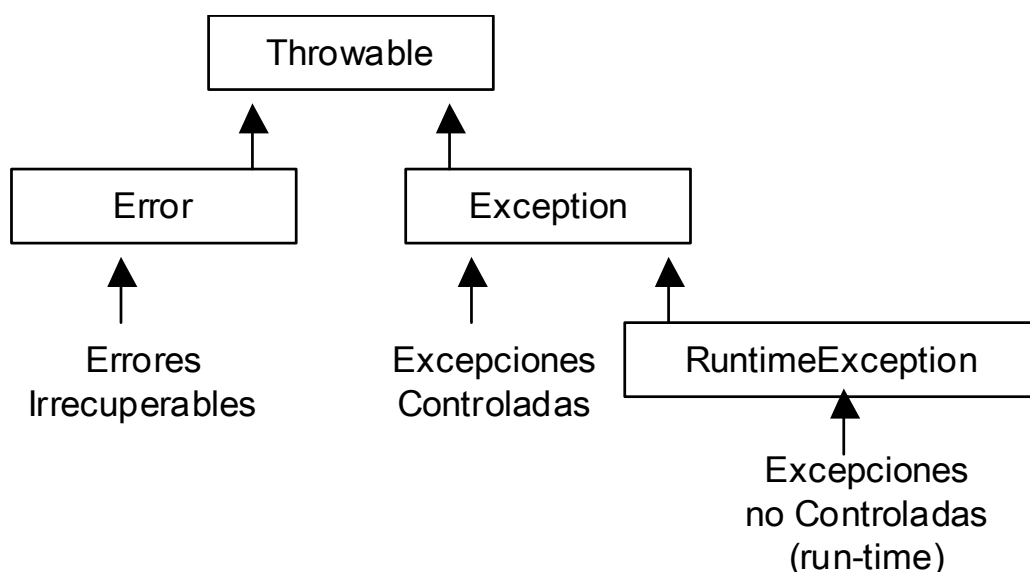 Throwable
Error
Exception
Errores
Irrecuperables
Excepciones
Controladas
RuntimeException
Excepciones
no Controladas
(run-time)